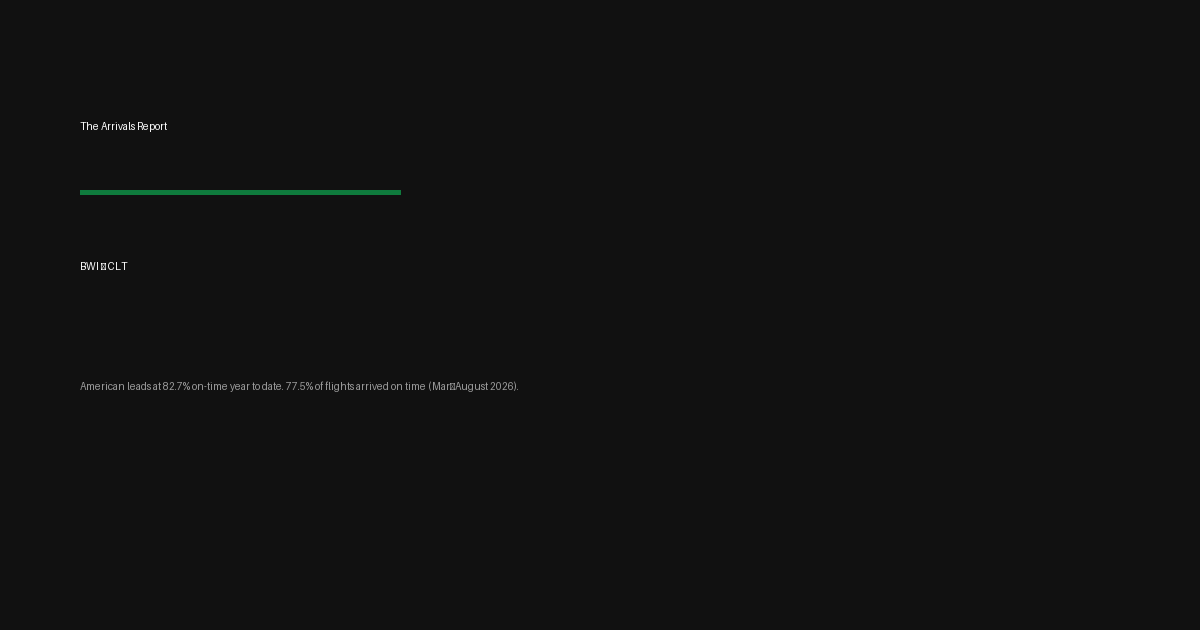 The Arrivals Report
BWI□CLT
American leads at 82.7% on-time year to date. 77.5% of flights arrived on time (Mar□August 2026).